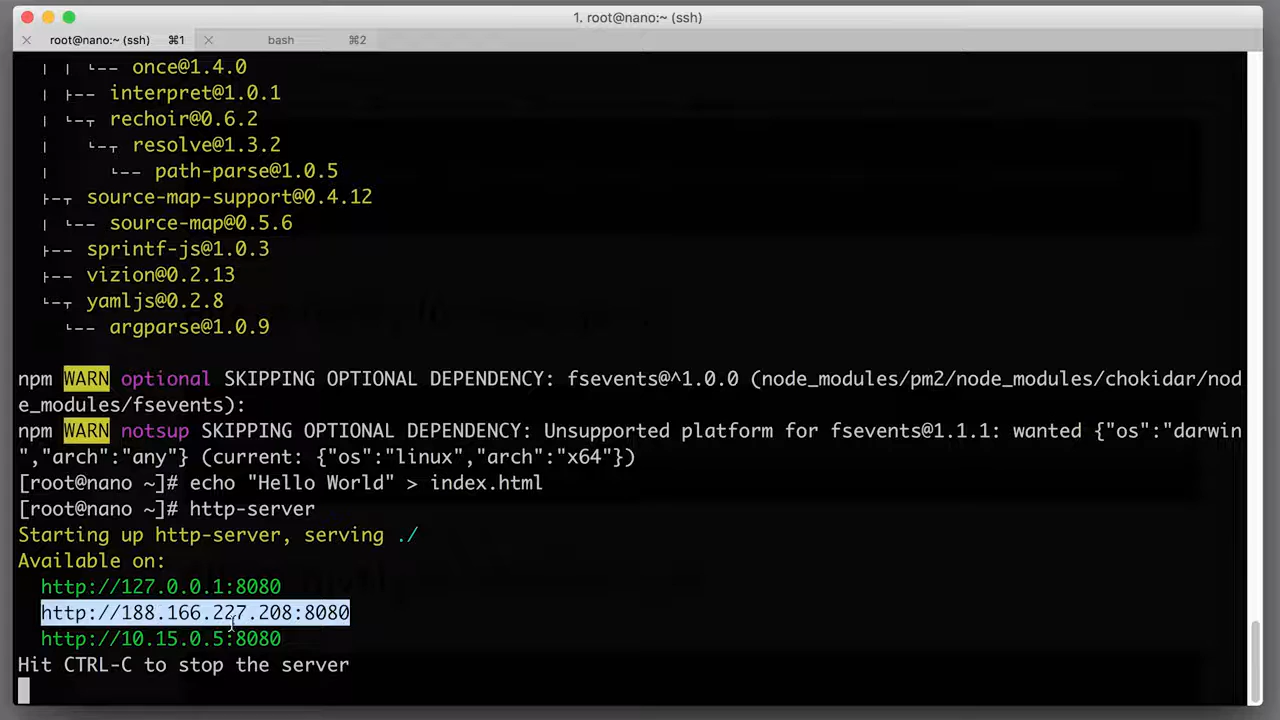 1. root@nano:~ (ssh)
root@nano:~ (ssh) ⌘1 bash ⌘2
| | └-- once@1.4.0
| ├-- interpret@1.0.1
| └-┬ rechoir@0.6.2
|   └-┬ resolve@1.3.2
|     └-- path-parse@1.0.5
├-┬ source-map-support@0.4.12
| └-- source-map@0.5.6
├-- sprintf-js@1.0.3
├-- vizion@0.2.13
└-┬ yamljs@0.2.8
  └-- argparse@1.0.9
npm WARN optional SKIPPING OPTIONAL DEPENDENCY: fsevents@^1.0.0 (node_modules/pm2/node_modules/chokidar/nod
e_modules/fsevents):
npm WARN notsup SKIPPING OPTIONAL DEPENDENCY: Unsupported platform for fsevents@1.1.1: wanted {"os":"darwin
","arch":"any"} (current: {"os":"linux","arch":"x64"})
[root@nano ~]# echo "Hello World" > index.html
[root@nano ~]# http-server
Starting up http-server, serving ./
Available on:
http://127.0.0.1:8080
http://188.166.227.208:8080
http://10.15.0.5:8080
Hit CTRL-C to stop the server